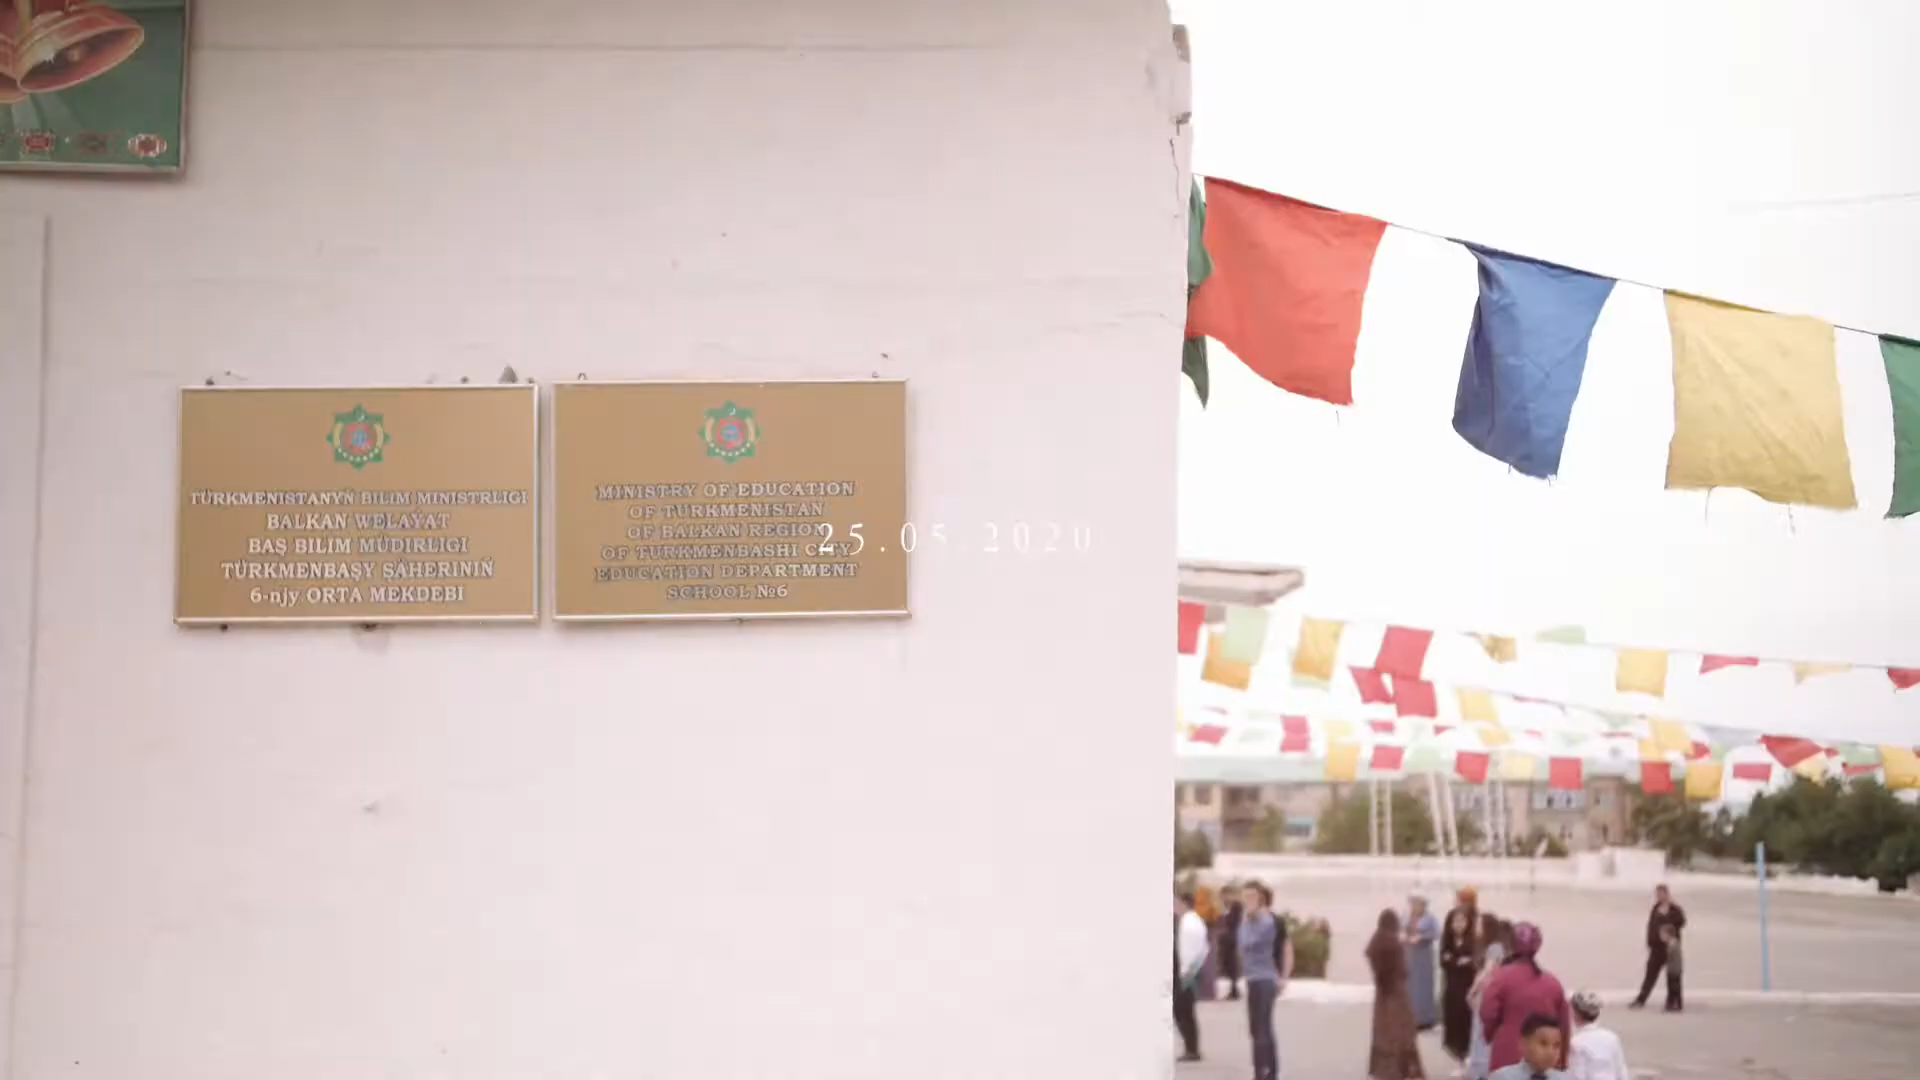 TÜRKMENISTANYŇ BILIM MINISTRLIGI
BALKAN WELAÝAT
BAŞ BILIM MÜDIRLIGI
TÜRKMENBAŞY ŞÄHERINIŇ
6-njy ORTA MEKDEBI
MINISTRY OF EDUCATION
OF TURKMENISTAN
OF BALKAN REGION
OF TURKMENBASHI CITY
EDUCATION DEPARTMENT
SCHOOL №6
25.05.2020